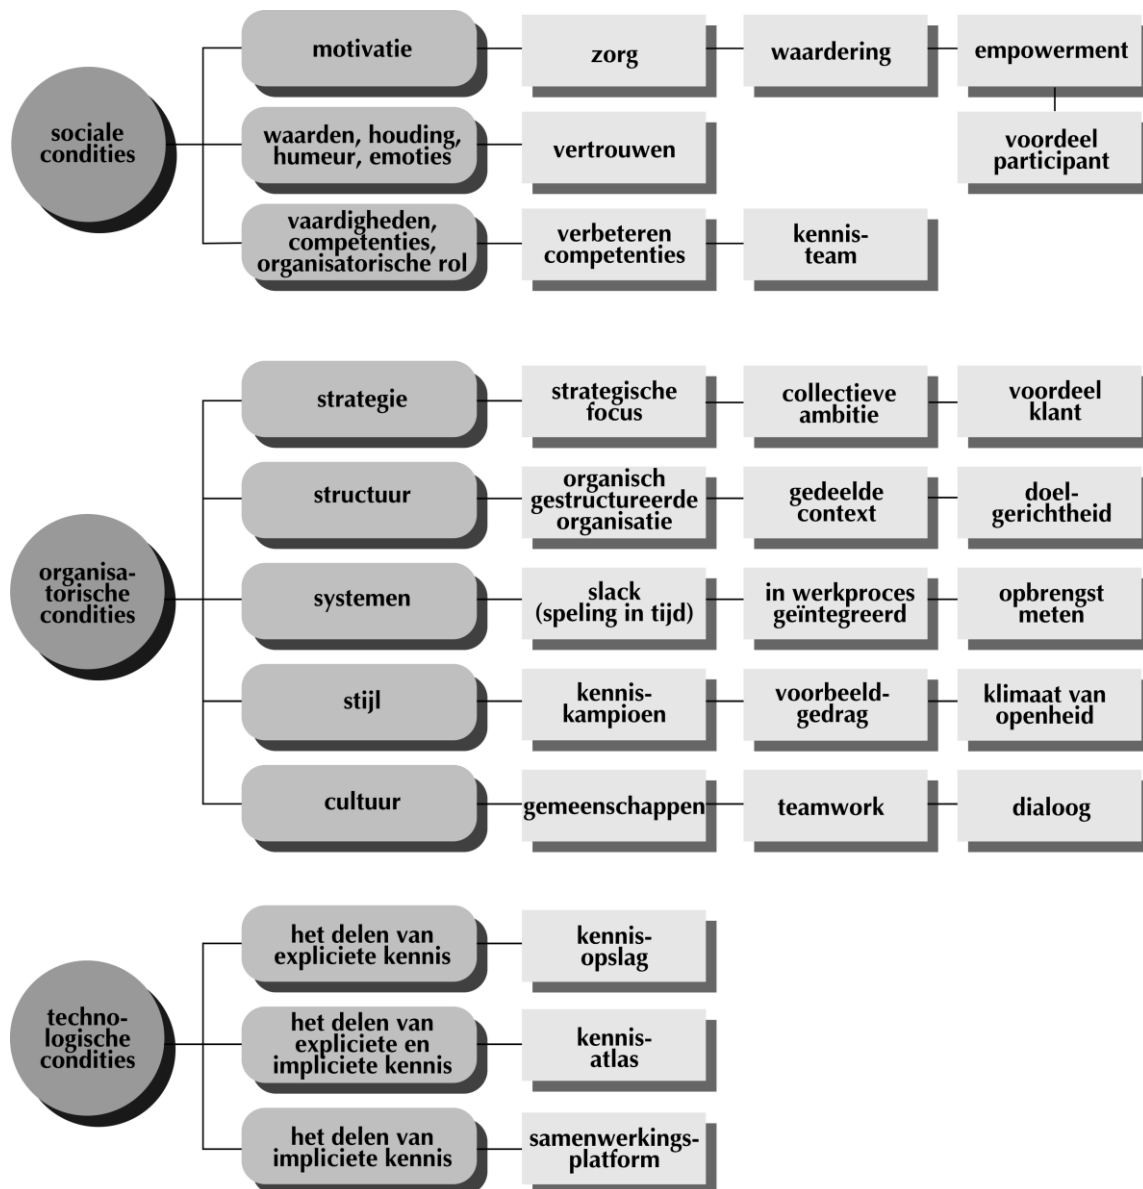 sociale
condities
motivatie
zorg
waardering
empowerment
voordeel
participant
waarden, houding,
humeur, emoties
vertrouwen
vaardigheden,
competenties,
organisatorische rol
verbeteren
competenties
kennis-
team
organisa-
torische
condities
strategie
strategische
focus
collectieve
ambitie
voordeel
klant
structuur
organisch
gestructureerde
organisatie
gedeelde
context
doel-
gerichtheid
systemen
slack
(speling in tijd)
in werkproces
geïntegreerd
opbrengst
meten
stijl
kennis-
kampioen
voorbeeld-
gedrag
klimaat van
openheid
cultuur
gemeenschappen
teamwork
dialoog
techno-
logische
condities
het delen van
expliciete kennis
kennis-
opslag
het delen van
expliciete en
impliciete kennis
kennis-
atlas
het delen van
impliciete kennis
samenwerkings-
platform